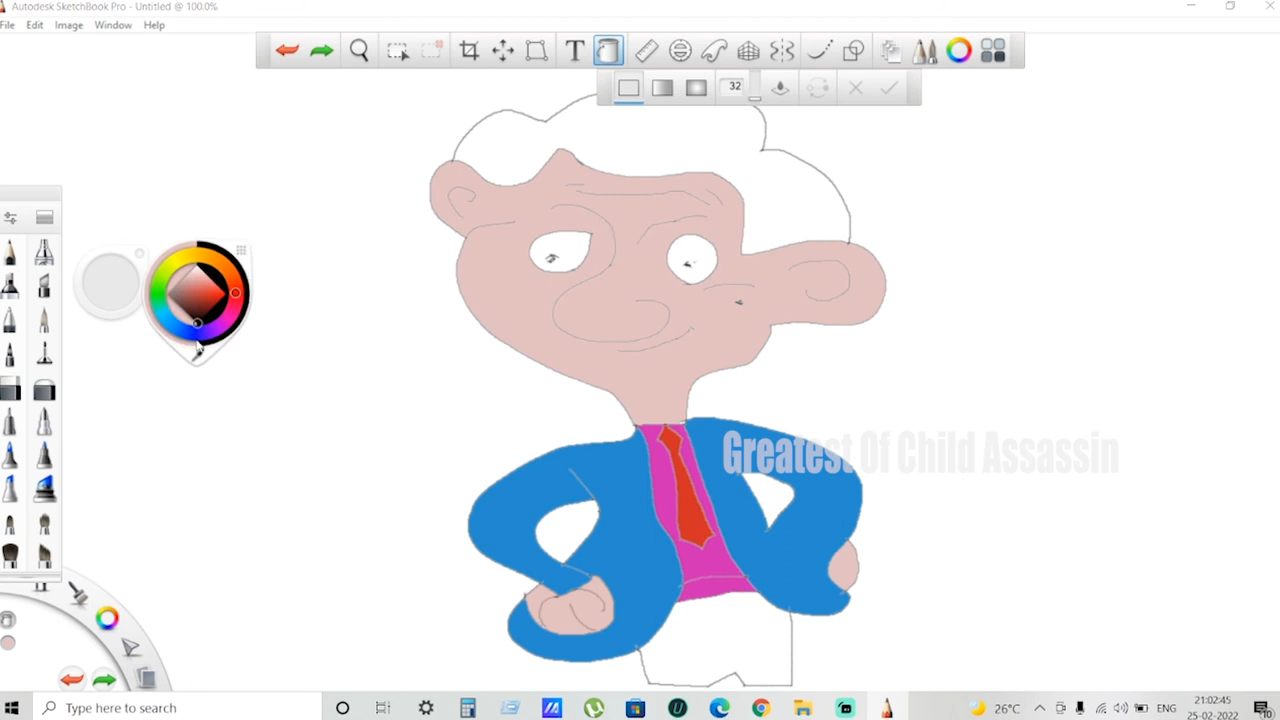 Autodesk SketchBook Pro - Untitled @ 100.0%
File Edit Image Window Help
T
32
Greatest Of Child Assassin
Type here to search
26°C
ENG
21:02:45
25-02-2022